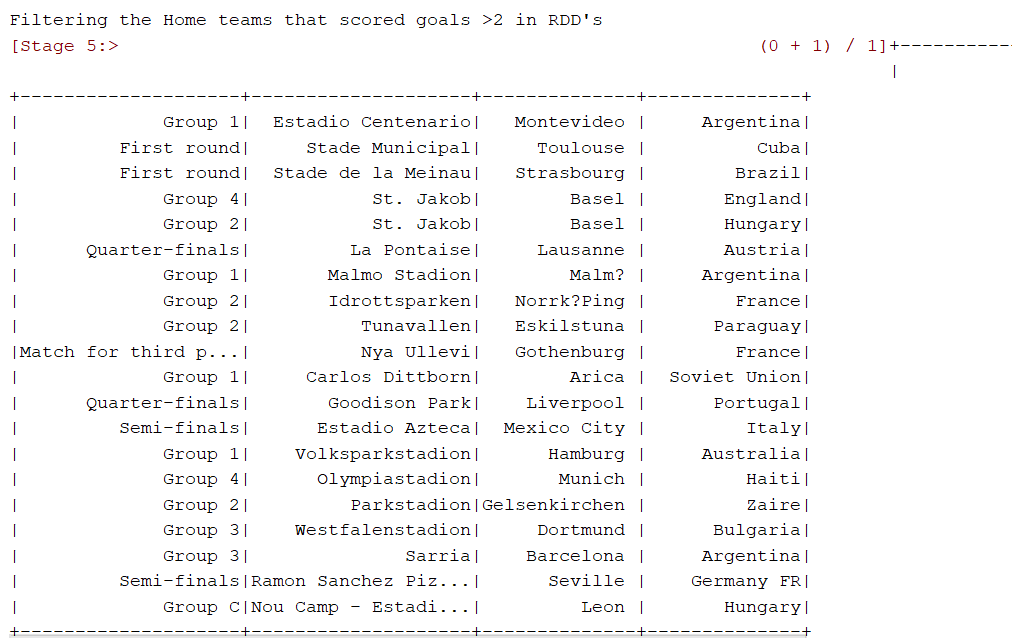 Filtering the Home teams that scored goals >2 in RDD's
[Stage 5:> (0 + 1) / 1]+-----------
|
+--------------------+--------------------+-------------+--------------+
| Group 1| Estadio Centenario| Montevideo | Argentina|
| First round| Stade Municipal| Toulouse | Cuba|
| First round| Stade de la Meinau| Strasbourg | Brazil|
| Group 4| St. Jakob| Basel | England|
| Group 2| St. Jakob| Basel | Hungary|
| Quarter-finals| La Pontaise| Lausanne | Austria|
| Group 1| Malmo Stadion| Malm? | Argentina|
| Group 2| Idrottsparken| Norrk?Ping | France|
| Group 2| Tunavallen| Eskilstuna | Paraguay|
|Match for third p...| Nya Ullevi| Gothenburg | France|
| Group 1| Carlos Dittborn| Arica | Soviet Union|
| Quarter-finals| Goodison Park| Liverpool | Portugal|
| Semi-finals| Estadio Azteca| Mexico City | Italy|
| Group 1| Volksparkstadion| Hamburg | Australia|
| Group 4| Olympiastadion| Munich | Haiti|
| Group 2| Parkstadion|Gelsenkirchen | Zaire|
| Group 3| Westfalenstadion| Dortmund | Bulgaria|
| Group 3| Sarria| Barcelona | Argentina|
| Semi-finals|Ramon Sanchez Piz...| Seville | Germany FR|
| Group C|Nou Camp - Estadi...| Leon | Hungary|
+--------------------+--------------------+-------------+--------------+